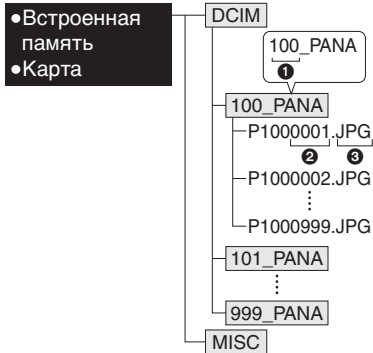 ●Встроенная
память
●Карта
DCIM
100_PANA
❶
100_PANA
P1000001.JPG
❷ ❸
P1000002.JPG
P1000999.JPG
101_PANA
999_PANA
MISC